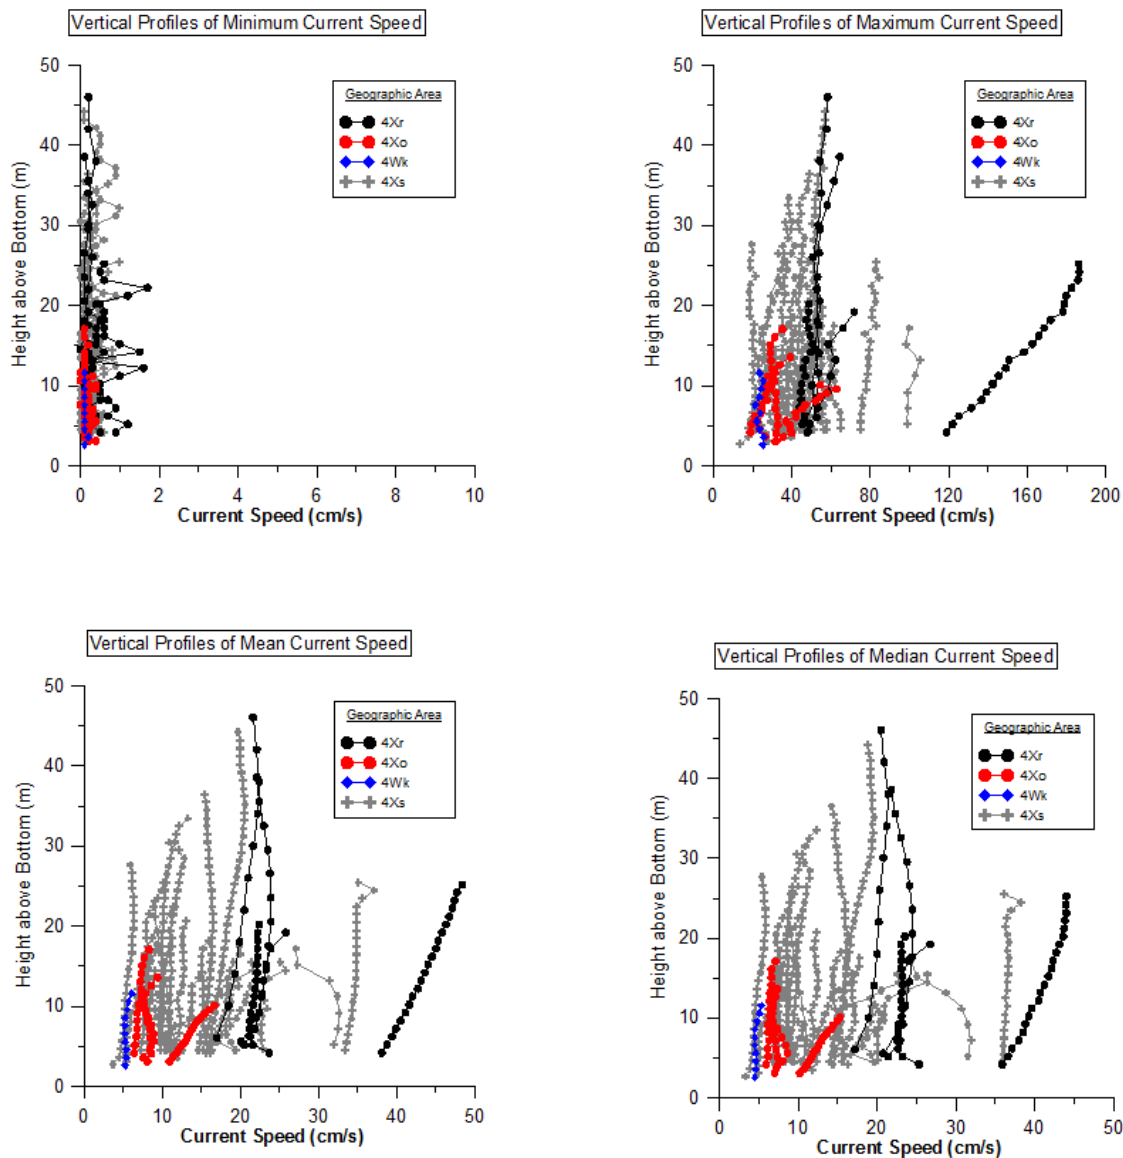 Vertical Profiles of Minimum Current Speed
50
40
30
20
10
0
Height above Bottom (m)
Geographic Area
4Xr
4Xo
4Wk
4Xs
0 2 4 6 8 10
Current Speed (cm/s)
Vertical Profiles of Maximum Current Speed
50
40
30
20
10
0
Height above Bottom (m)
Geographic Area
4Xr
4Xo
4Wk
4Xs
0 40 80 120 160 200
Current Speed (cm/s)
Vertical Profiles of Mean Current Speed
50
40
30
20
10
0
Height above Bottom (m)
Geographic Area
4Xr
4Xo
4Wk
4Xs
0 10 20 30 40 50
Current Speed (cm/s)
Vertical Profiles of Median Current Speed
50
40
30
20
10
0
Height above Bottom (m)
Geographic Area
4Xr
4Xo
4Wk
4Xs
0 10 20 30 40 50
Current Speed (cm/s)